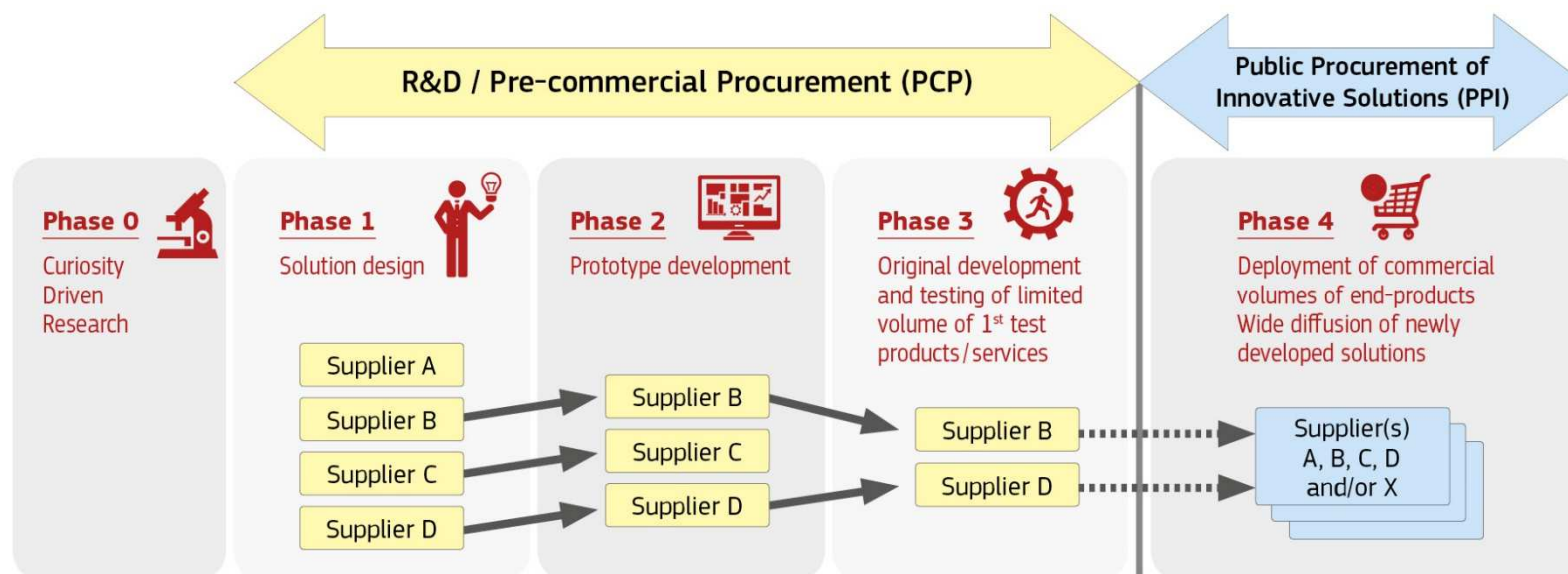 R&D / Pre-commercial Procurement (PCP)
Public Procurement of
Innovative Solutions (PPI)
Phase 0
Curiosity
Driven
Research
Phase 1
Solution design
Supplier A
Supplier B
Supplier C
Supplier D
Phase 2
Prototype development
Supplier B
Supplier C
Supplier D
Phase 3
Original development
and testing of limited
volume of 1st test
products/services
Supplier B
Supplier D
Phase 4
Deployment of commercial
volumes of end-products
Wide diffusion of newly
developed solutions
Supplier(s)
A, B, C, D
and/or X